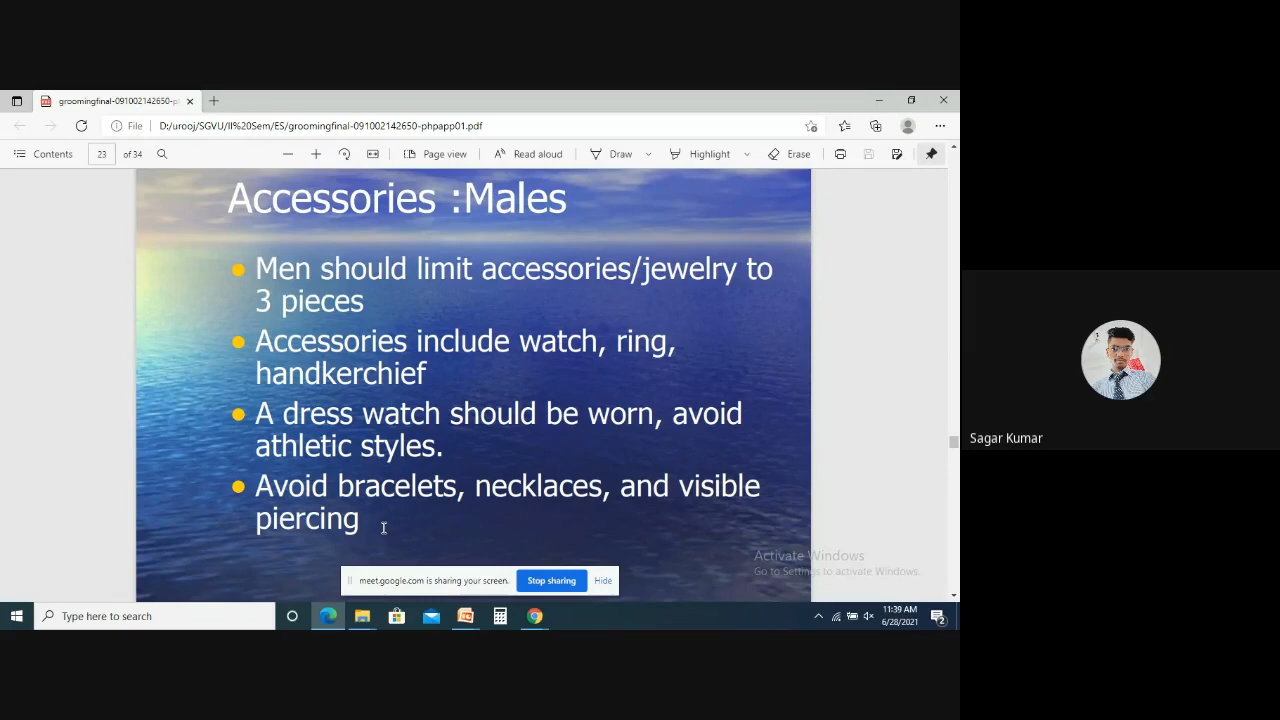 groomingfinal-091002142650-p
File
D:/urooj/SGVU/II%20Sem/ES/groomingfinal-091002142650-phpapp01.pdf
Contents
23
of 34
Page view
Read aloud
Draw
Highlight
Erase
Accessories :Males
Men should limit accessories/jewelry to
3 pieces
Accessories include watch, ring,
handkerchief
A dress watch should be worn, avoid
athletic styles.
Avoid bracelets, necklaces, and visible
piercing
Activate Windows
Go to Settings to activate Windows.
meet.google.com is sharing your screen.
Stop sharing
Hide
Type here to search
11:39 AM
6/28/2021
2
Sagar Kumar